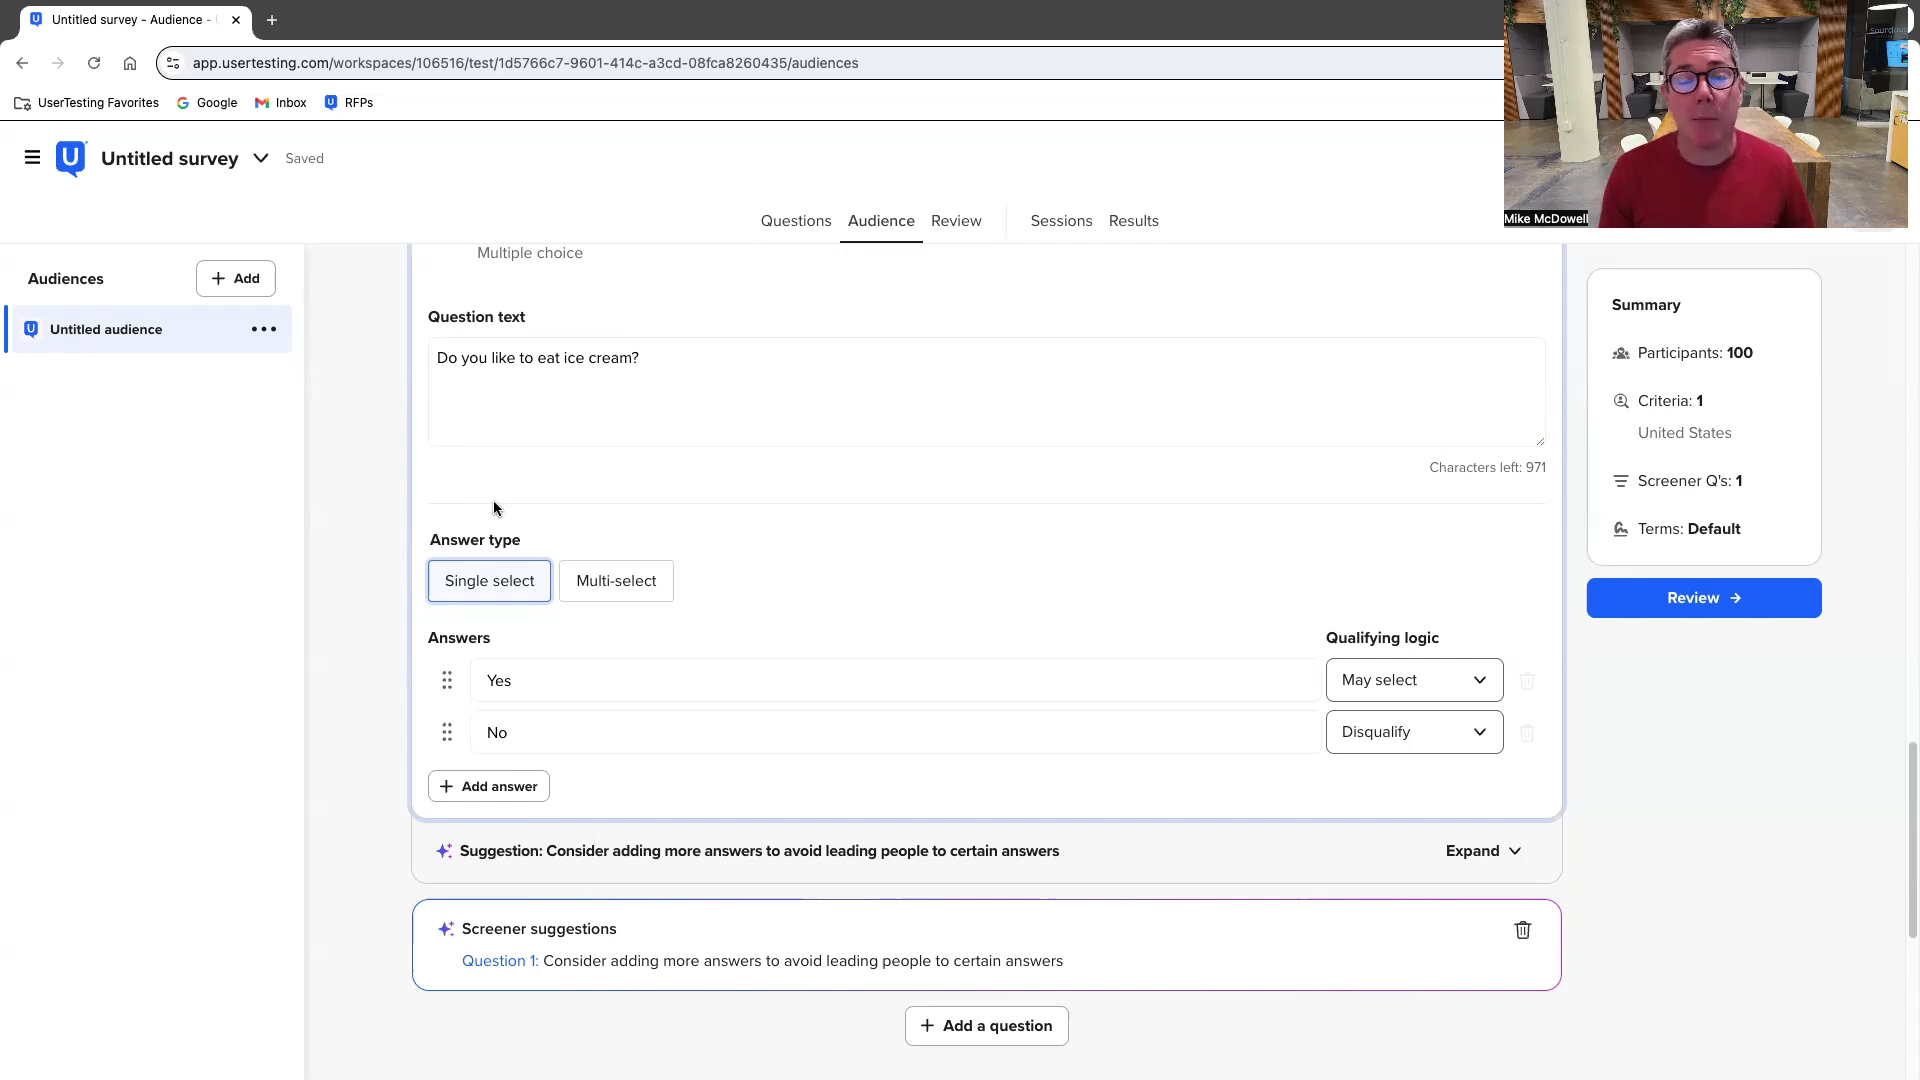 Untitled survey - Audience -
app.usertesting.com/workspaces/106516/test/1d5766c7-9601-414c-a3cd-08fca8260435/audiences
UserTesting Favorites
Google
Inbox
RFPs
Mike McDowell
Untitled survey
Saved
Questions
Audience
Review
Sessions
Results
Audiences
Add
Untitled audience
Multiple choice
Question text
Do you like to eat ice cream?
Characters left: 971
Answer type
Single select
Multi-select
Answers
Qualifying logic
Yes
May select
No
Disqualify
Add answer
Suggestion: Consider adding more answers to avoid leading people to certain answers
Expand
Screener suggestions
Question 1: Consider adding more answers to avoid leading people to certain answers
Add a question
Summary
Participants: 100
Criteria: 1
United States
Screener Q's: 1
Terms: Default
Review